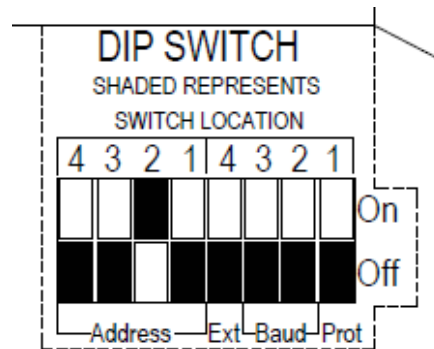 DIP SWITCH
SHADED REPRESENTS
SWITCH LOCATION
4 3 2 1 4 3 2 1
On
Off
Address Ext Baud Prot